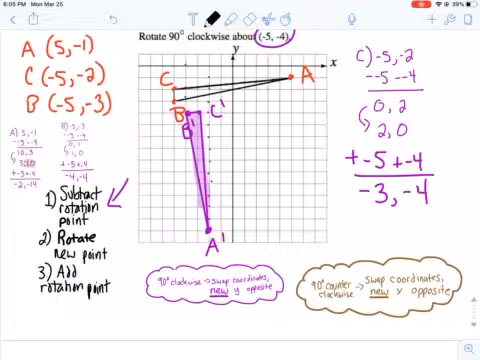 6:05 PM Mon Mar 25
55%
Rotate 90° clockwise about (-5, -4)
A (5, -1)
C (-5, -2)
B (-5, -3)
A) 5, -1
- -5 - -4
10, 3
3, -10
+ -5 + -4
-2, -14
B) -5, -3
- -5 - -4
0, 1
1, 0
+ -5 + -4
-4, -4
1) Subtract
rotation
point
2) Rotate
new point
3) Add
rotation point
y
x
A
C
B
C'
B'
A'
C) -5, -2
- -5 - -4
0, 2
2, 0
+ -5 + -4
-3, -4
90° clockwise → swap coordinates,
new y opposite
90° counter clockwise → swap coordinates,
new x opposite